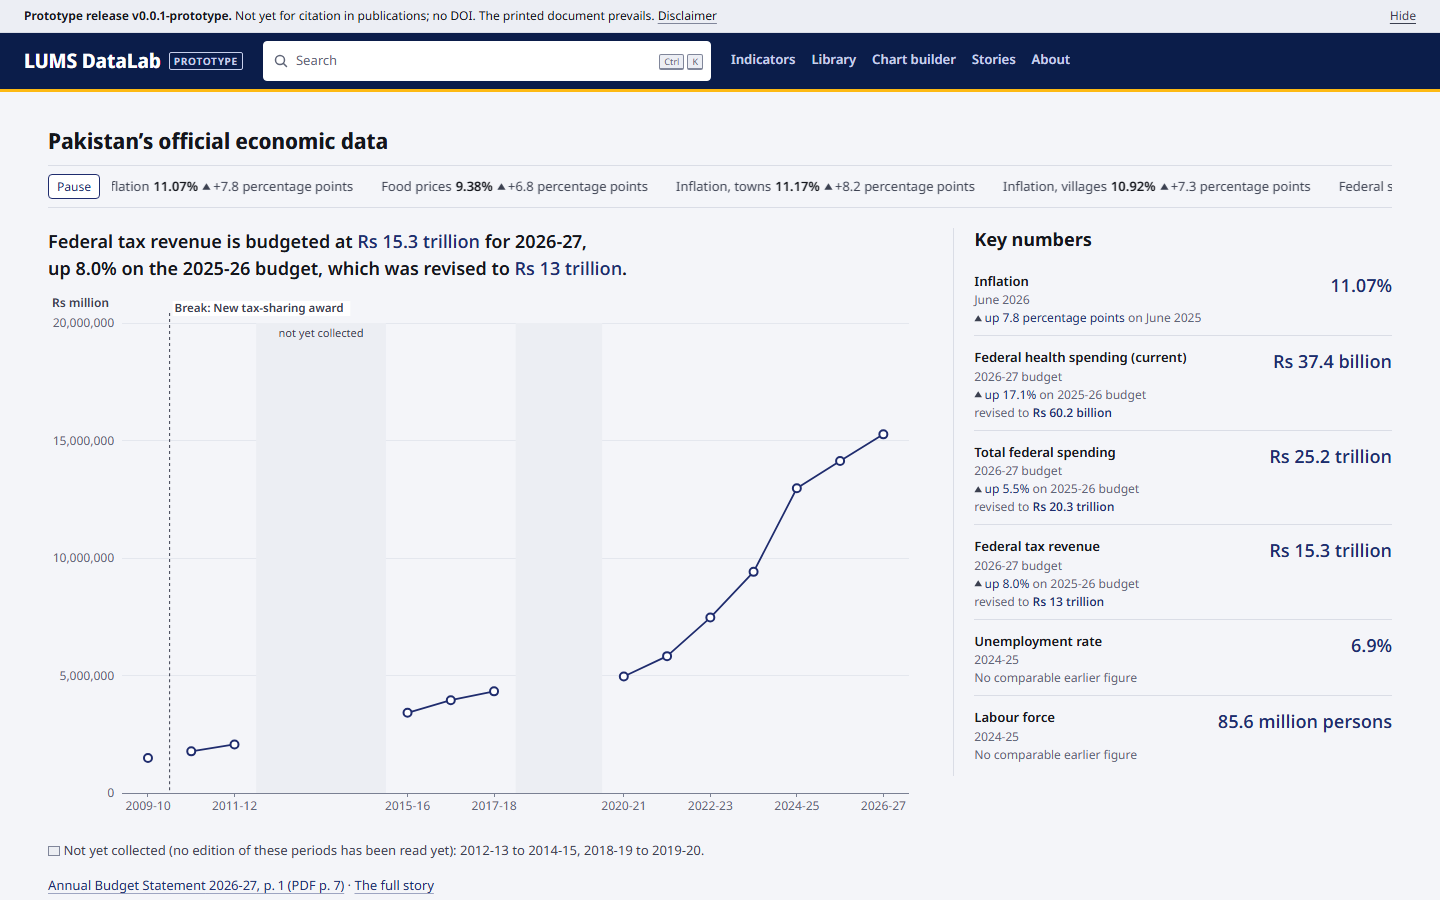 Prototype release v0.0.1-prototype. Not yet for citation in publications; no DOI. The printed document prevails. Disclaimer
Hide
LUMS DataLab PROTOTYPE
Search
Ctrl K
Indicators Library Chart builder Stories About
Pakistan’s official economic data
Pause
flation 11.07% ▲ +7.8 percentage points Food prices 9.38% ▲ +6.8 percentage points Inflation, towns 11.17% ▲ +8.2 percentage points Inflation, villages 10.92% ▲ +7.3 percentage points Federal s
Federal tax revenue is budgeted at Rs 15.3 trillion for 2026-27,
up 8.0% on the 2025-26 budget, which was revised to Rs 13 trillion.
Rs million
Break: New tax-sharing award
20,000,000
not yet collected
15,000,000
10,000,000
5,000,000
0
2009-10 2011-12 2015-16 2017-18 2020-21 2022-23 2024-25 2026-27
Not yet collected (no edition of these periods has been read yet): 2012-13 to 2014-15, 2018-19 to 2019-20.
Annual Budget Statement 2026-27, p. 1 (PDF p. 7) · The full story
Key numbers
Inflation
11.07%
June 2026
▲ up 7.8 percentage points on June 2025
Federal health spending (current)
Rs 37.4 billion
2026-27 budget
▲ up 17.1% on 2025-26 budget
revised to Rs 60.2 billion
Total federal spending
Rs 25.2 trillion
2026-27 budget
▲ up 5.5% on 2025-26 budget
revised to Rs 20.3 trillion
Federal tax revenue
Rs 15.3 trillion
2026-27 budget
▲ up 8.0% on 2025-26 budget
revised to Rs 13 trillion
Unemployment rate
6.9%
2024-25
No comparable earlier figure
Labour force
85.6 million persons
2024-25
No comparable earlier figure